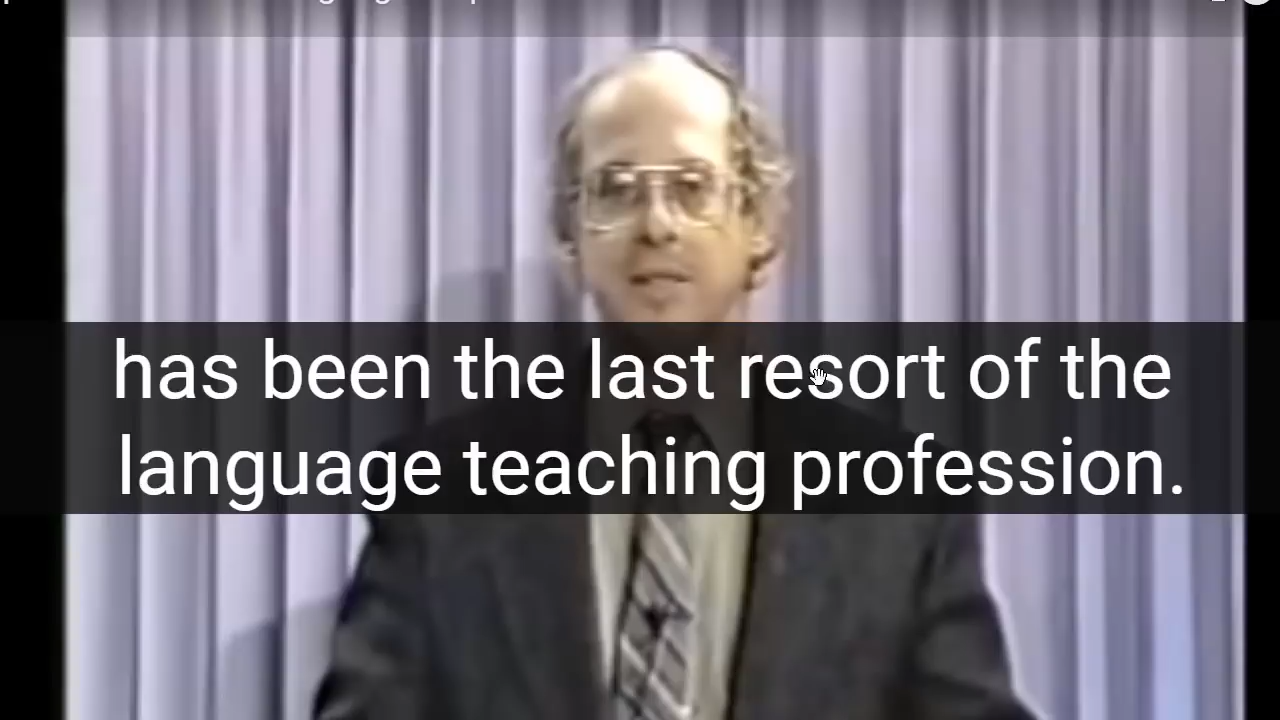 has been the last resort of the
language teaching profession.